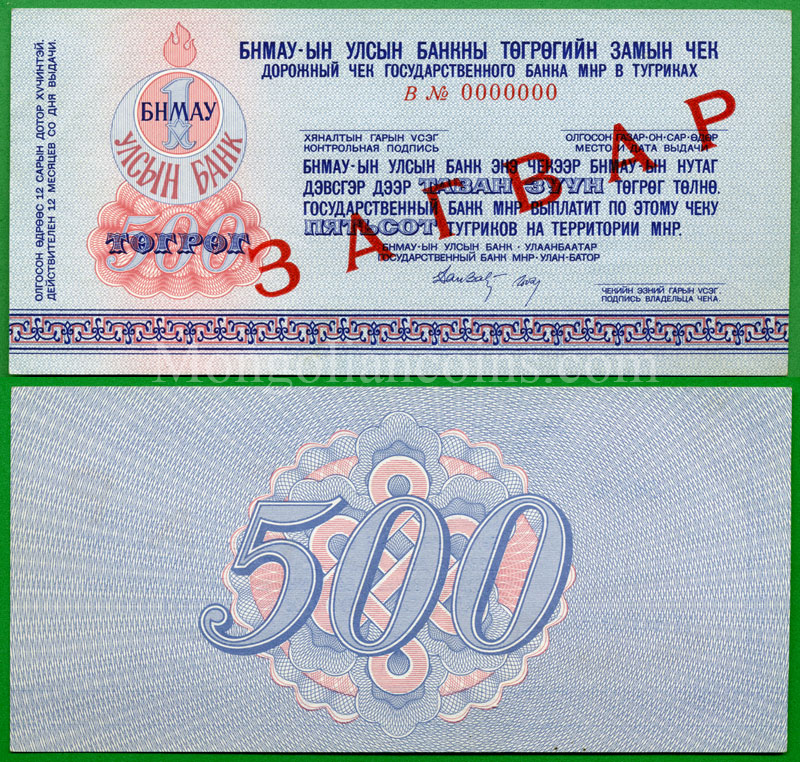 ОЛГОСОН ӨДРӨӨС 12 САРЫН ДОТОР ХҮЧИНТЭЙ.
ДЕЙСТВИТЕЛЕН 12 МЕСЯЦЕВ СО ДНЯ ВЫДАЧИ.
БНМАУ
УЛСЫН БАНК
500
ТӨГРӨГ
БНМАУ-ЫН УЛСЫН БАНКНЫ ТӨГРӨГИЙН ЗАМЫН ЧЕК
ДОРОЖНЫЙ ЧЕК ГОСУДАРСТВЕННОГО БАНКА МНР В ТУГРИКАХ
В № 0000000
ХЯНАЛТЫН ГАРЫН ҮСЭГ
КОНТРОЛЬНАЯ ПОДПИСЬ
ОЛГОСОН ГАЗАР-ОН-САР-ӨДӨР
МЕСТО И ДАТА ВЫДАЧИ
БНМАУ-ЫН УЛСЫН БАНК ЭНЭ ЧЕКЭЭР БНМАУ-ЫН НУТАГ
ДЭВСГЭР ДЭЭР ТАВАН ЗУУН ТӨГРӨГ ТӨЛНӨ.
ГОСУДАРСТВЕННЫЙ БАНК МНР ВЫПЛАТИТ ПО ЭТОМУ ЧЕКУ
ПЯТЬСОТ ТУГРИКОВ НА ТЕРРИТОРИИ МНР.
БНМАУ-ЫН УЛСЫН БАНК · УЛААНБААТАР
ГОСУДАРСТВЕННЫЙ БАНК МНР · УЛАН-БАТОР
ЧЕКИЙН ЭЗНИЙ ГАРЫН ҮСЭГ.
ПОДПИСЬ ВЛАДЕЛЬЦА ЧЕКА.
ЗАГВАР
Mongoliancoins.com
500